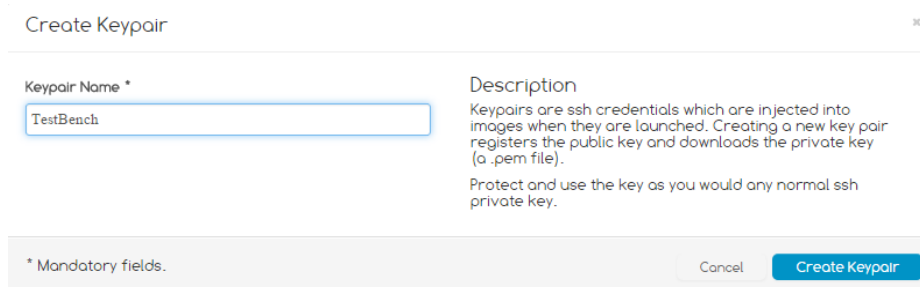 Create Keypair
×
Keypair Name *
TestBench
Description
Keypairs are ssh credentials which are injected into
images when they are launched. Creating a new key pair
registers the public key and downloads the private key
(a .pem file).
Protect and use the key as you would any normal ssh
private key.
* Mandatory fields.
Cancel
Create Keypair